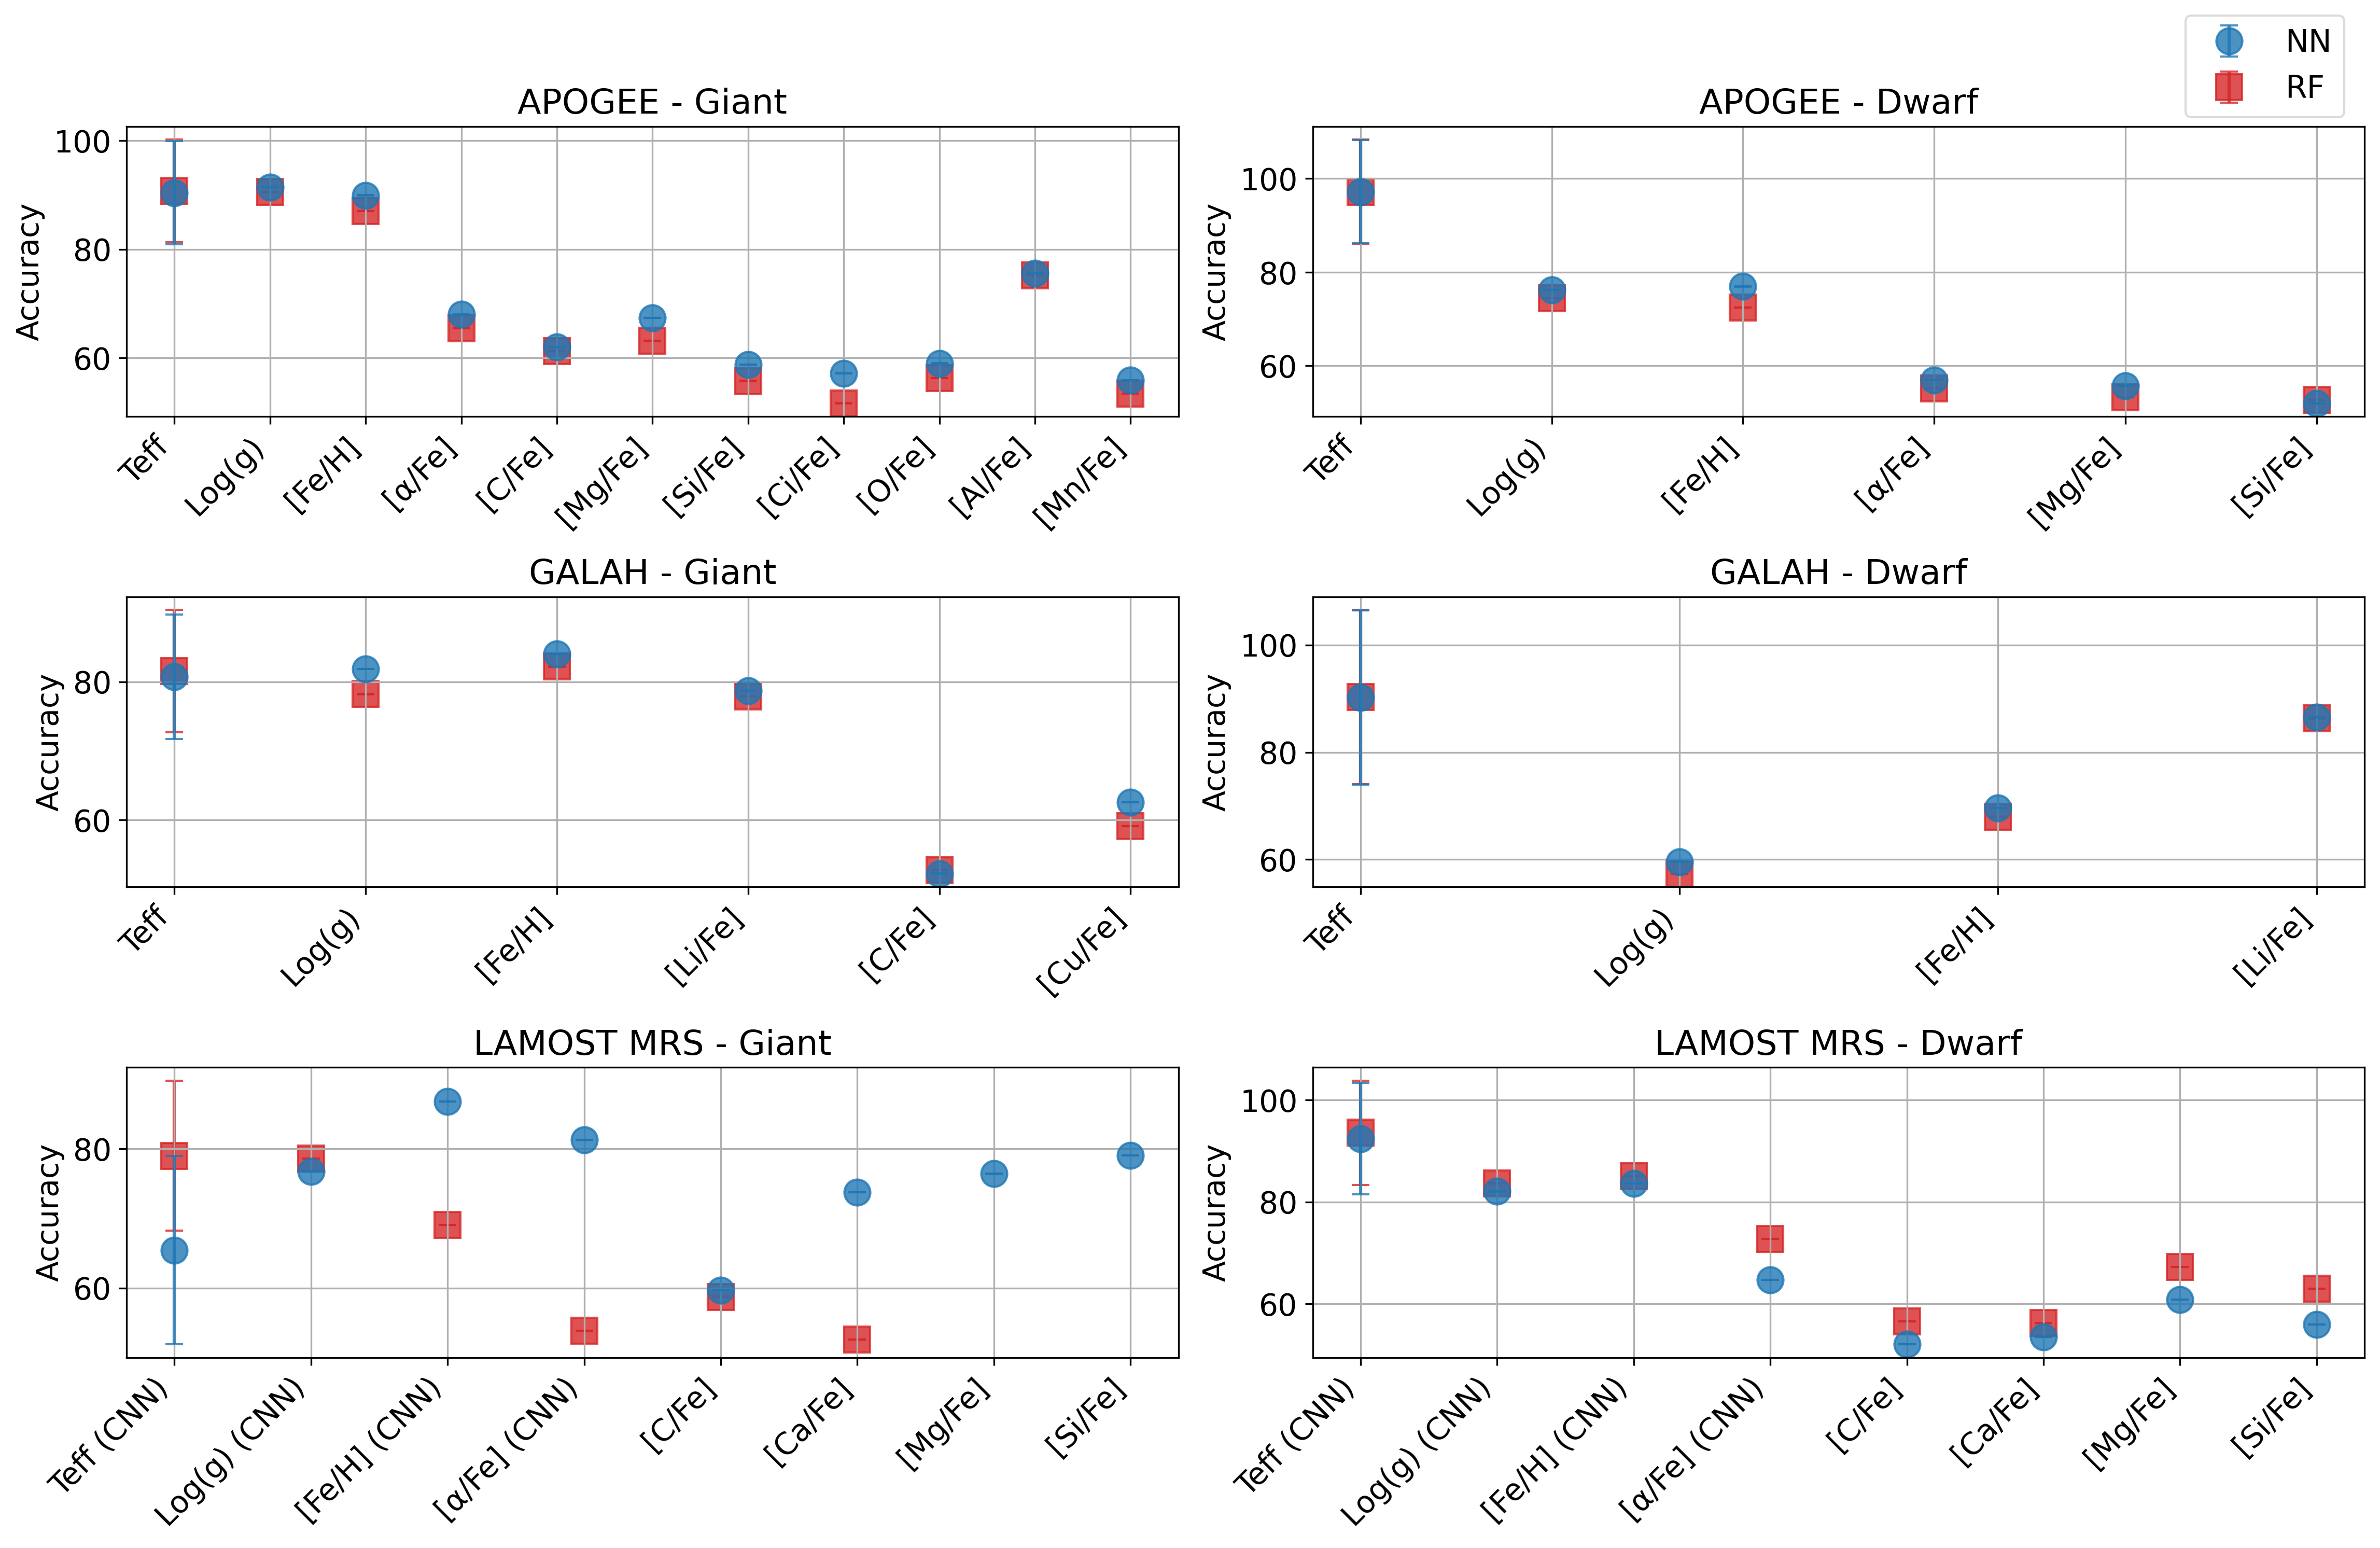 NN
RF
APOGEE - Giant
Accuracy
100
80
60
Teff
Log(g)
[Fe/H]
[α/Fe]
[C/Fe]
[Mg/Fe]
[Si/Fe]
[Ci/Fe]
[O/Fe]
[Al/Fe]
[Mn/Fe]
APOGEE - Dwarf
Accuracy
100
80
60
Teff
Log(g)
[Fe/H]
[α/Fe]
[Mg/Fe]
[Si/Fe]
GALAH - Giant
Accuracy
80
60
Teff
Log(g)
[Fe/H]
[Li/Fe]
[C/Fe]
[Cu/Fe]
GALAH - Dwarf
Accuracy
100
80
60
Teff
Log(g)
[Fe/H]
[Li/Fe]
LAMOST MRS - Giant
Accuracy
80
60
Teff (CNN)
Log(g) (CNN)
[Fe/H] (CNN)
[α/Fe] (CNN)
[C/Fe]
[Ca/Fe]
[Mg/Fe]
[Si/Fe]
LAMOST MRS - Dwarf
Accuracy
100
80
60
Teff (CNN)
Log(g) (CNN)
[Fe/H] (CNN)
[α/Fe] (CNN)
[C/Fe]
[Ca/Fe]
[Mg/Fe]
[Si/Fe]